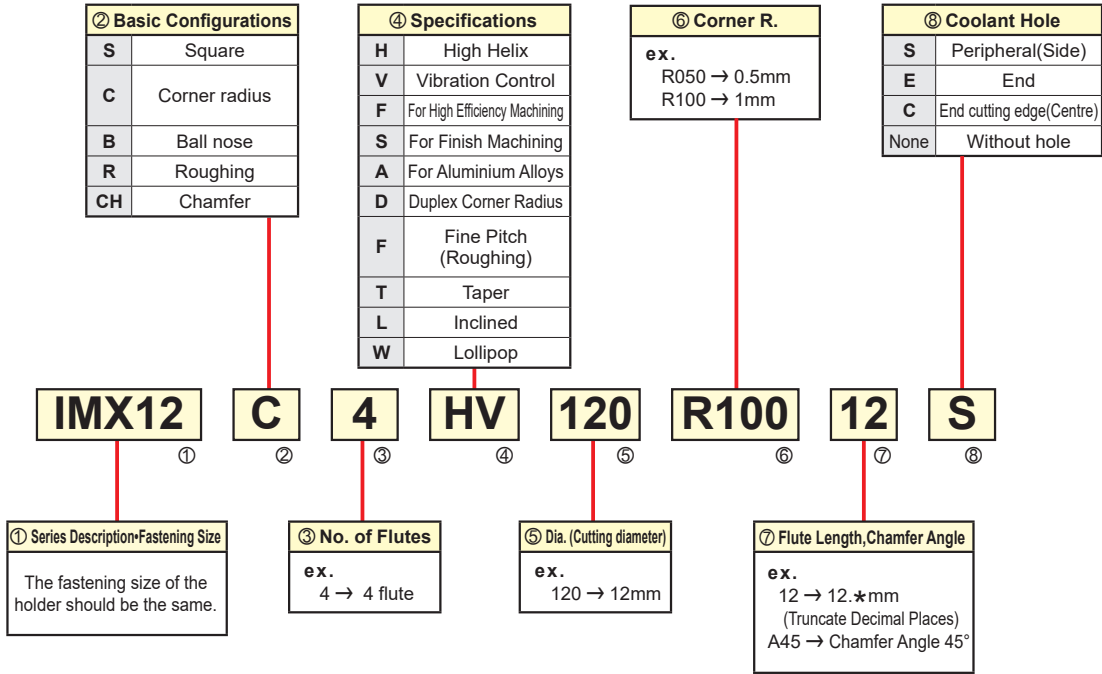 ② Basic Configurations
S Square
C Corner radius
B Ball nose
R Roughing
CH Chamfer
④ Specifications
H High Helix
V Vibration Control
F For High Efficiency Machining
S For Finish Machining
A For Aluminium Alloys
D Duplex Corner Radius
F Fine Pitch
(Roughing)
T Taper
L Inclined
W Lollipop
⑥ Corner R.
ex.
R050 → 0.5mm
R100 → 1mm
⑧ Coolant Hole
S Peripheral(Side)
E End
C End cutting edge(Centre)
None Without hole
IMX12 C 4 HV 120 R100 12 S
① ② ③ ④ ⑤ ⑥ ⑦ ⑧
① Series Description•Fastening Size
The fastening size of the
holder should be the same.
③ No. of Flutes
ex.
4 → 4 flute
⑤ Dia. (Cutting diameter)
ex.
120 → 12mm
⑦ Flute Length,Chamfer Angle
ex.
12 → 12.*mm
(Truncate Decimal Places)
A45 → Chamfer Angle 45°